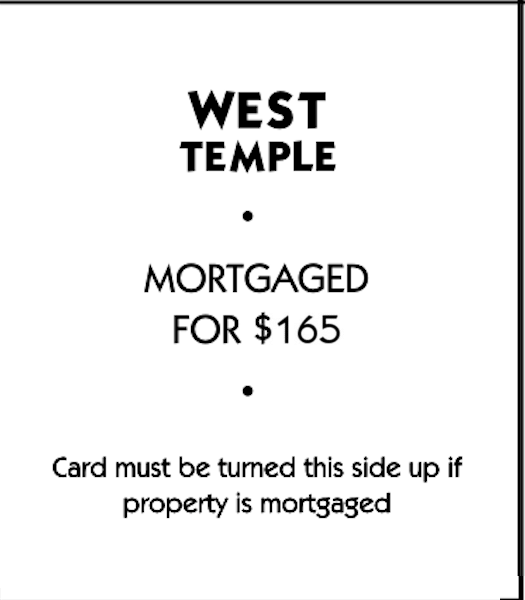 WEST
TEMPLE
•
MORTGAGED
FOR $165
•
Card must be turned this side up if
property is mortgaged